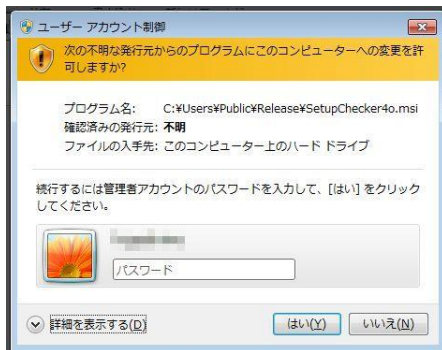 ユーザー アカウント制御
次の不明な発行元からのプログラムにこのコンピューターへの変更を許
可しますか?
プログラム名: C:¥Users¥Public¥Release¥SetupChecker4o.msi
確認済みの発行元: 不明
ファイルの入手先: このコンピューター上のハード ドライブ
続行するには管理者アカウントのパスワードを入力して、[はい] をクリック
してください。
パスワード
詳細を表示する(D)
はい(Y)
いいえ(N)